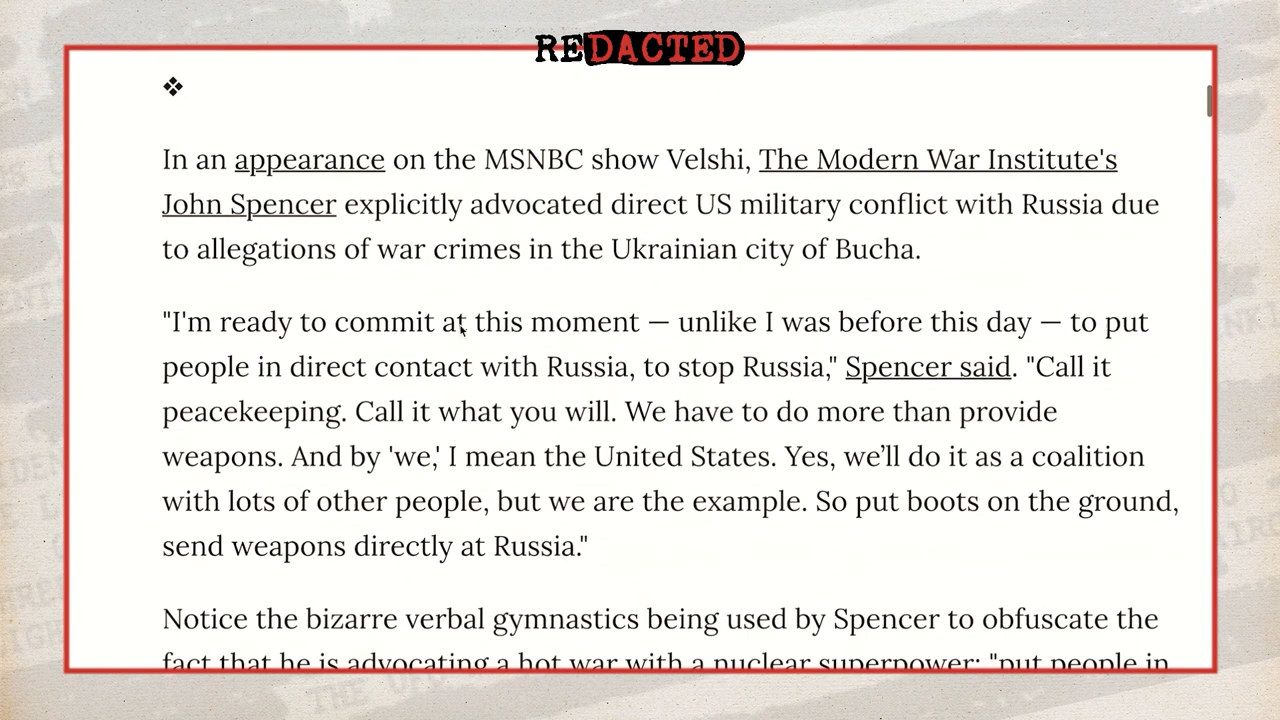 REDACTED
❖
In an appearance on the MSNBC show Velshi, The Modern War Institute's
John Spencer explicitly advocated direct US military conflict with Russia due
to allegations of war crimes in the Ukrainian city of Bucha.
"I'm ready to commit at this moment — unlike I was before this day — to put
people in direct contact with Russia, to stop Russia," Spencer said. "Call it
peacekeeping. Call it what you will. We have to do more than provide
weapons. And by 'we,' I mean the United States. Yes, we’ll do it as a coalition
with lots of other people, but we are the example. So put boots on the ground,
send weapons directly at Russia."
Notice the bizarre verbal gymnastics being used by Spencer to obfuscate the
fact that he is advocating a hot war with a nuclear superpower: "put people in
THE UFO